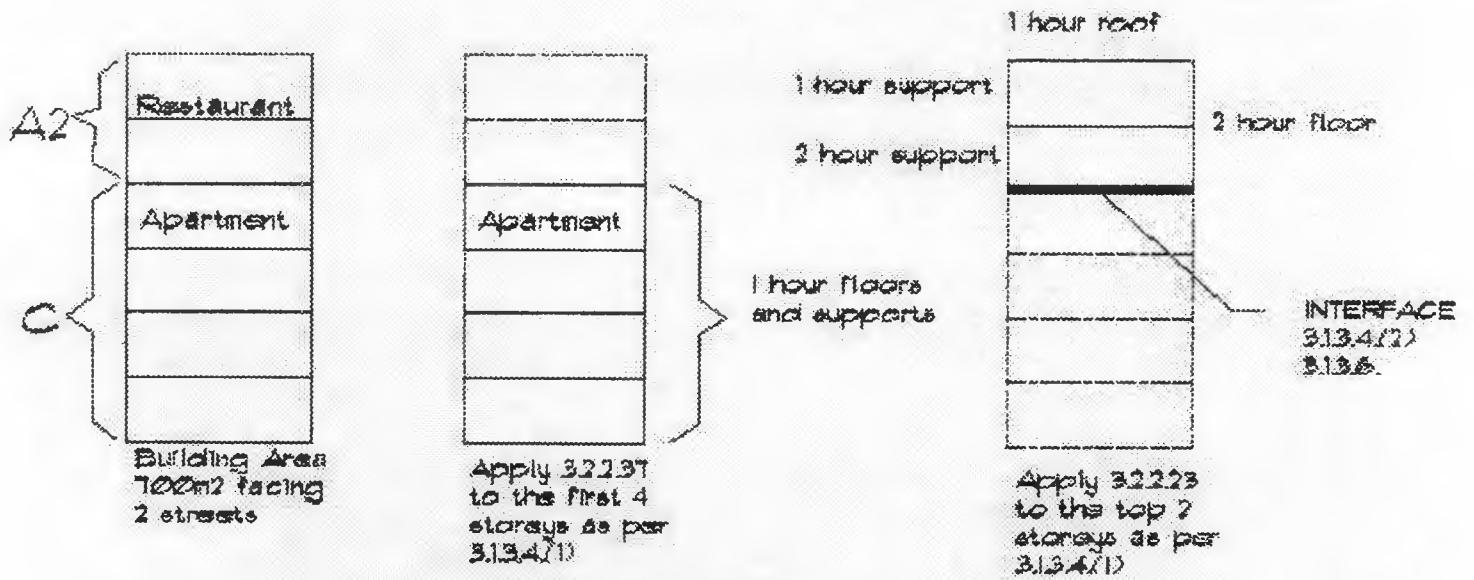 A2
Restaurant
Apartment
C
Building Area
700m2 facing
2 streets
Apartment
1 hour floors
and supports
Apply 3.2.2.37
to the first 4
storeys as per
3.1.3.4.(1)
1 hour roof
1 hour support
2 hour floor
2 hour support
INTERFACE
3.1.3.4.(2)
3.1.3.6.
Apply 3.2.2.23
to the top 2
storeys as per
3.1.3.4.(1)